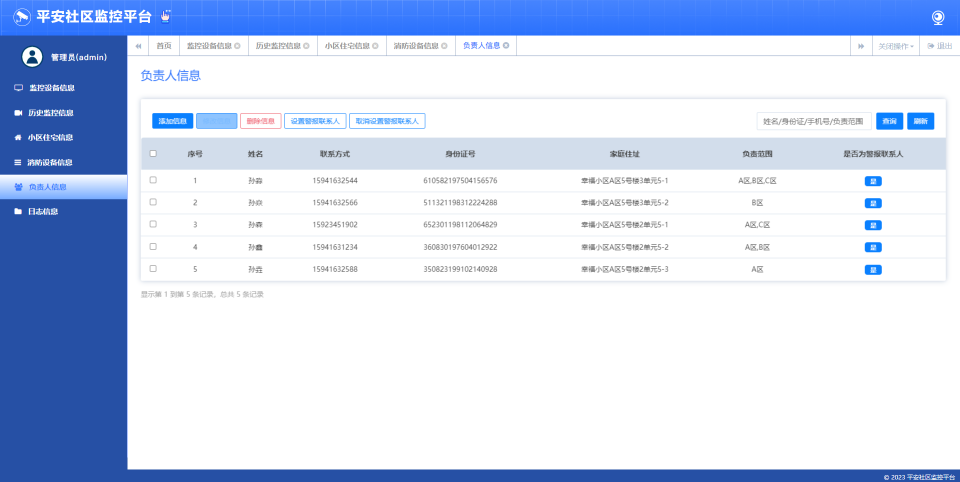 平安社区监控平台
管理员(admin)
监控设备信息
历史监控信息
小区住宅信息
消防设备信息
负责人信息
日志信息
首页 监控设备信息 历史监控信息 小区住宅信息 消防设备信息 负责人信息 关闭操作 退出
负责人信息
添加信息 删除信息 设置警报联系人 取消设置警报联系人 姓名/身份证/手机号/负责范围 查询 刷新
序号 姓名 联系方式 身份证号 家庭住址 负责范围 是否为警报联系人
1 孙淼 15941632544 610582197504156576 幸福小区A区5号楼3单元5-1 A区,B区,C区 是
2 孙焱 15941632566 511321198312224288 幸福小区A区5号楼3单元5-2 B区 是
3 孙森 15923451902 652301198112064829 幸福小区A区5号楼2单元5-1 A区,C区 是
4 孙鑫 15941631234 360830197604012922 幸福小区A区5号楼2单元5-2 A区,B区 是
5 孙垚 15941632588 350823199102140928 幸福小区A区5号楼2单元5-3 A区 是
显示第 1 到第 5 条记录，总共 5 条记录
© 2023 平安社区监控平台